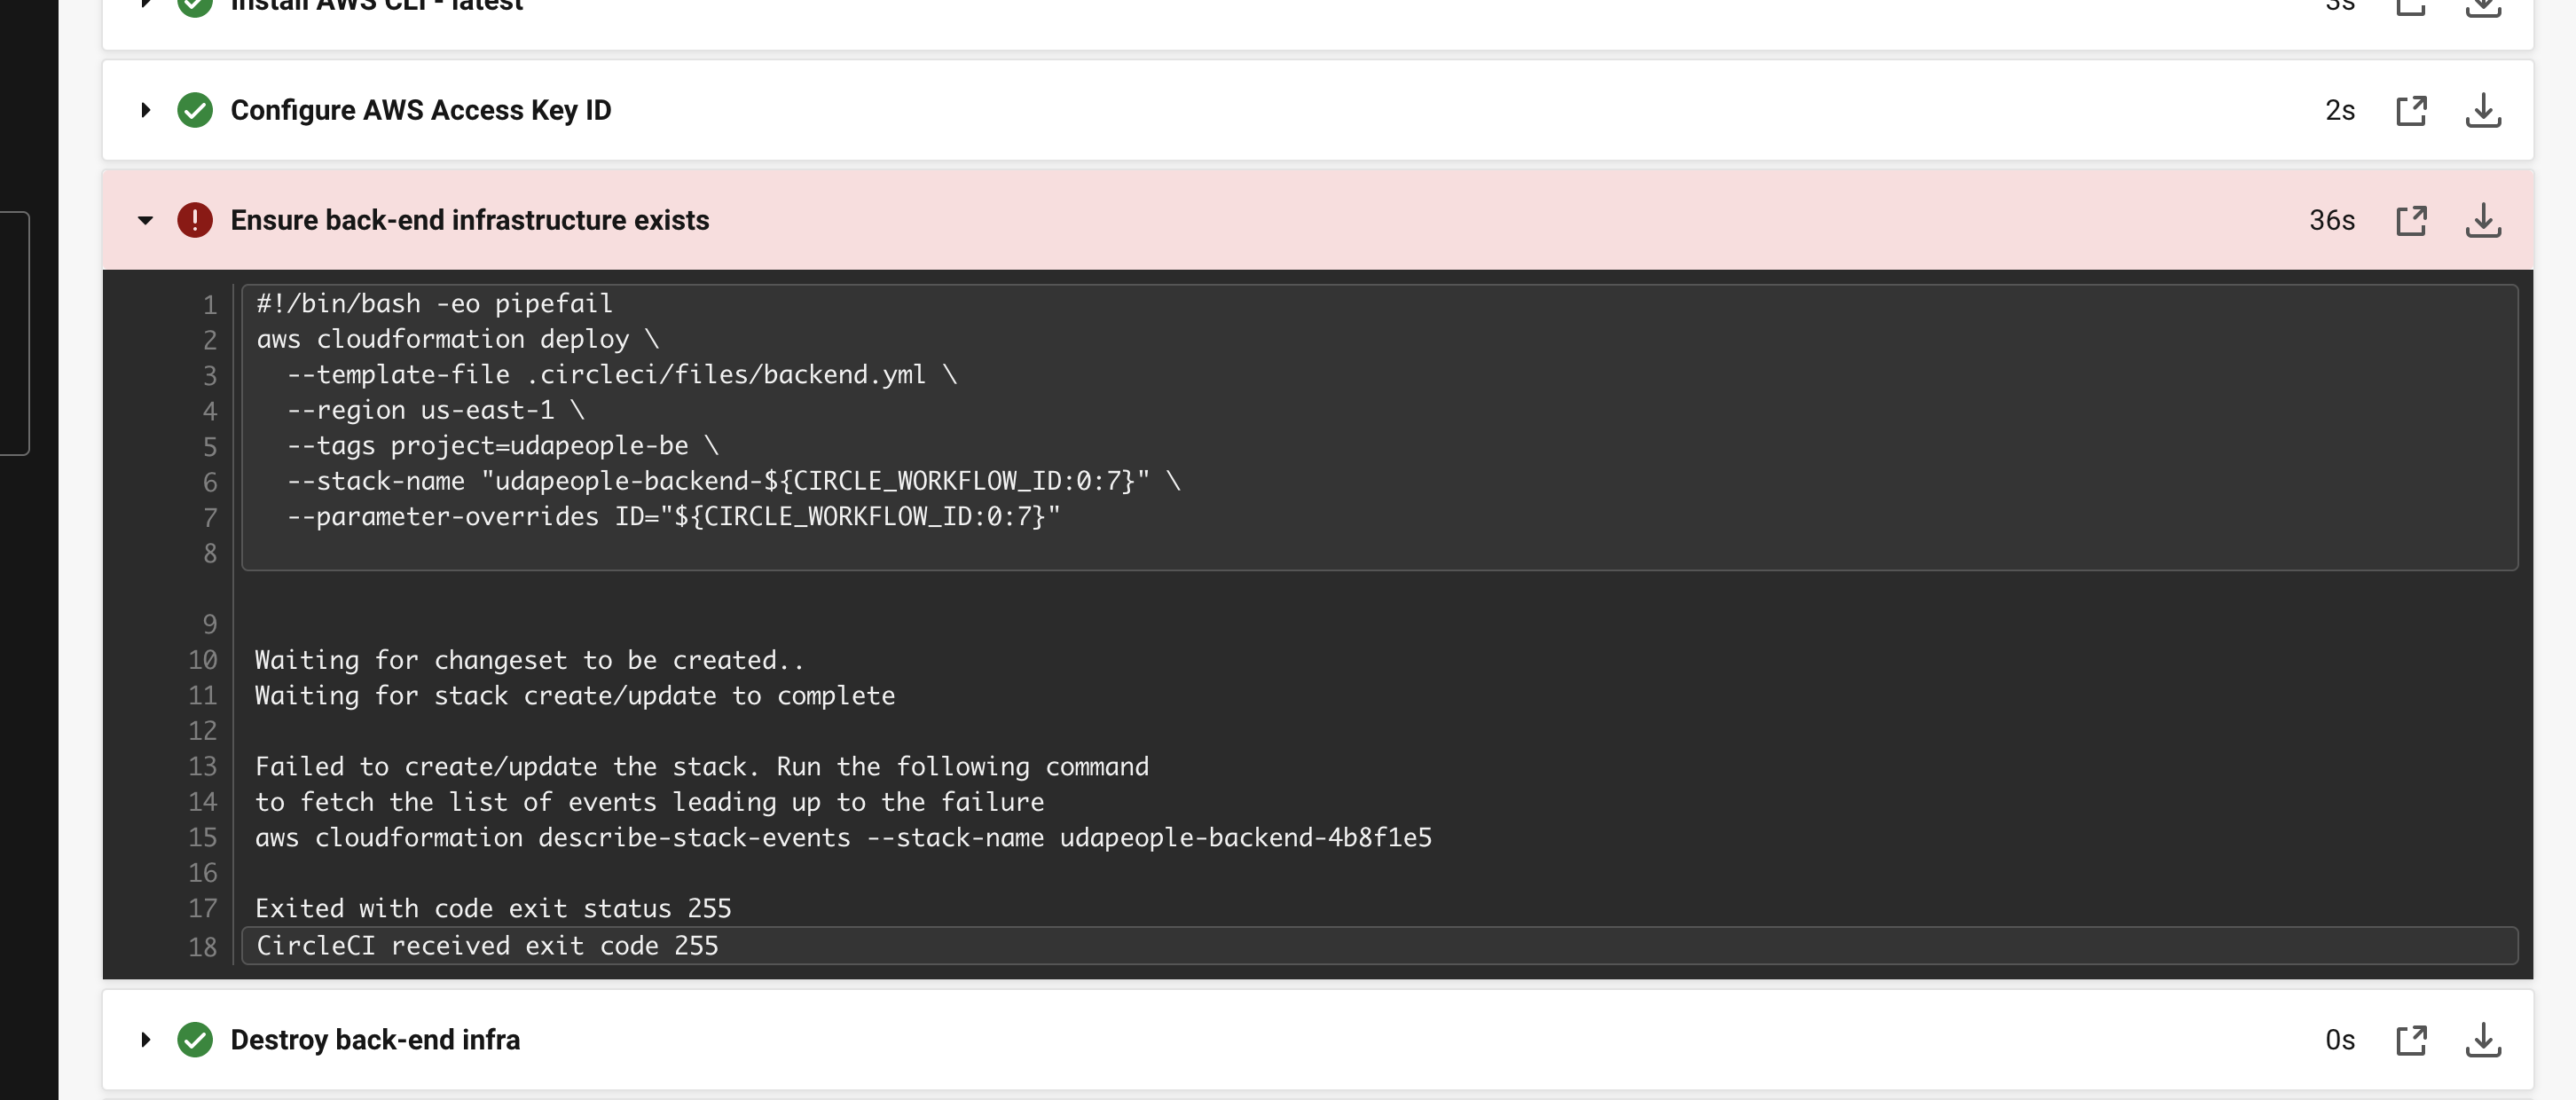 Install AWS CLI - latest
3s
Configure AWS Access Key ID
2s
Ensure back-end infrastructure exists
36s
1 #!/bin/bash -eo pipefail
2 aws cloudformation deploy \
3   --template-file .circleci/files/backend.yml \
4   --region us-east-1 \
5   --tags project=udapeople-be \
6   --stack-name "udapeople-backend-${CIRCLE_WORKFLOW_ID:0:7}" \
7   --parameter-overrides ID="${CIRCLE_WORKFLOW_ID:0:7}"
8
9
10 Waiting for changeset to be created..
11 Waiting for stack create/update to complete
12
13 Failed to create/update the stack. Run the following command
14 to fetch the list of events leading up to the failure
15 aws cloudformation describe-stack-events --stack-name udapeople-backend-4b8f1e5
16
17 Exited with code exit status 255
18 CircleCI received exit code 255
Destroy back-end infra
0s